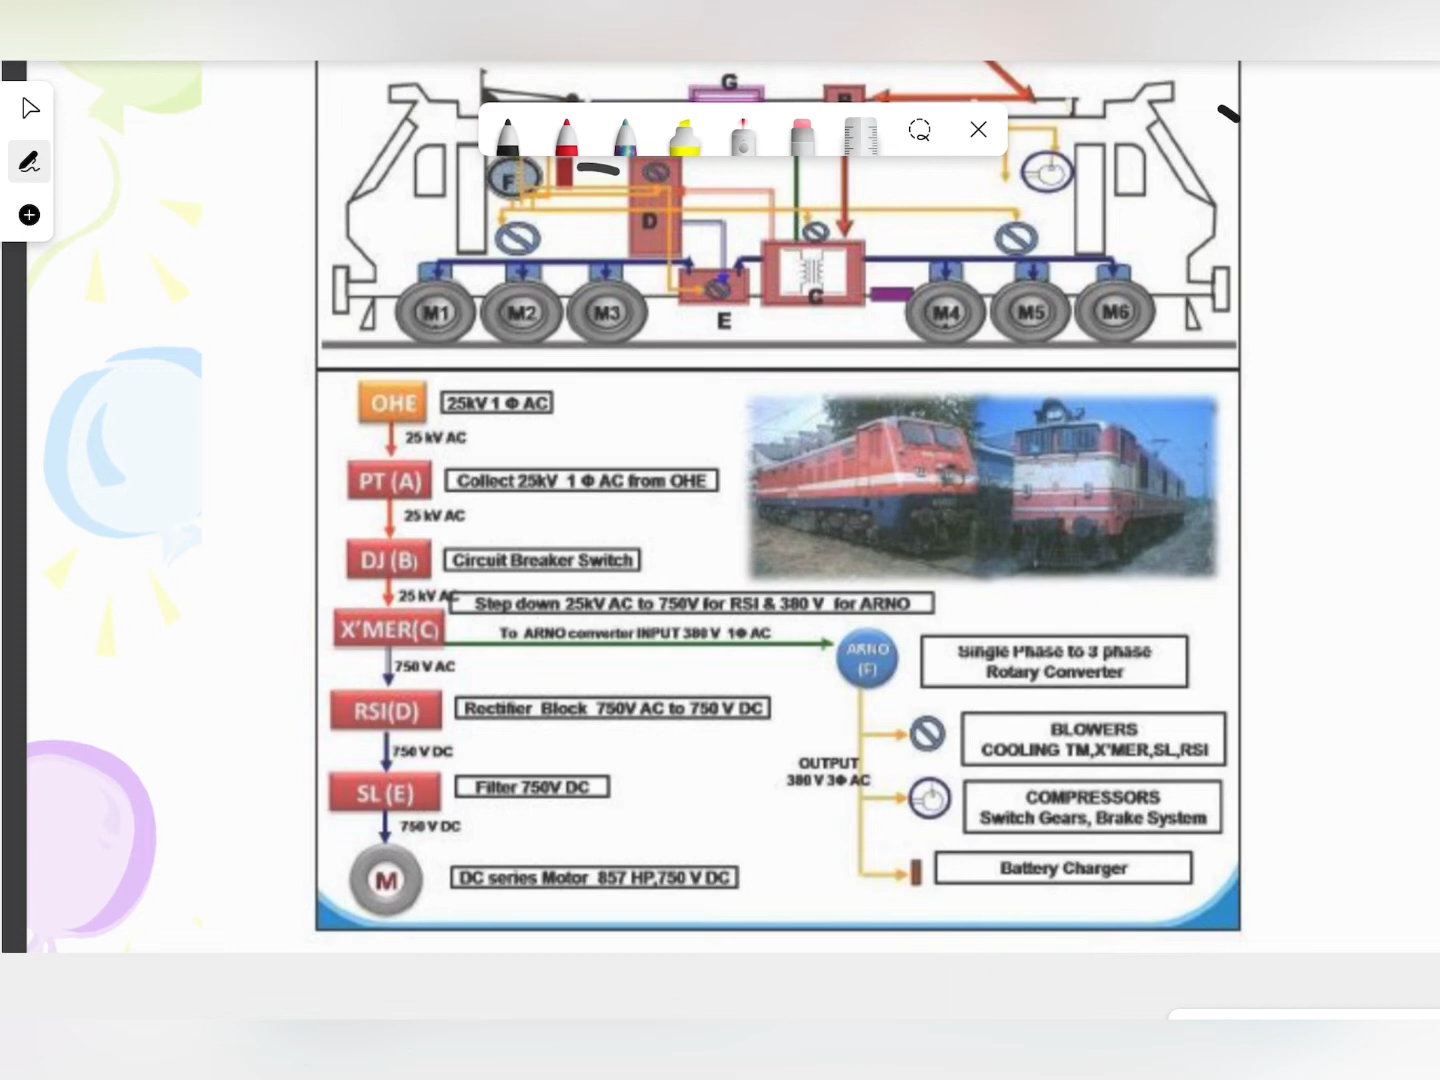 G
B
F
D
C
E
M1
M2
M3
M4
M5
M6
OHE
25kV 1 Φ AC
25 kV AC
PT (A)
Collect 25kV 1 Φ AC from OHE
25 kV AC
DJ (B)
Circuit Breaker Switch
25 kV AC
Step down 25kV AC to 750V for RSI & 380 V for ARNO
X'MER(C)
To ARNO converter INPUT 380 V 1Φ AC
ARNO
(F)
Single Phase to 3 phase
Rotary Converter
750 V AC
RSI(D)
Rectifier Block 750V AC to 750 V DC
750 V DC
BLOWERS
COOLING TM,X'MER,SL,RSI
OUTPUT
380 V 3Φ AC
SL (E)
Filter 750V DC
COMPRESSORS
Switch Gears, Brake System
750 V DC
M
DC series Motor 857 HP,750 V DC
Battery Charger